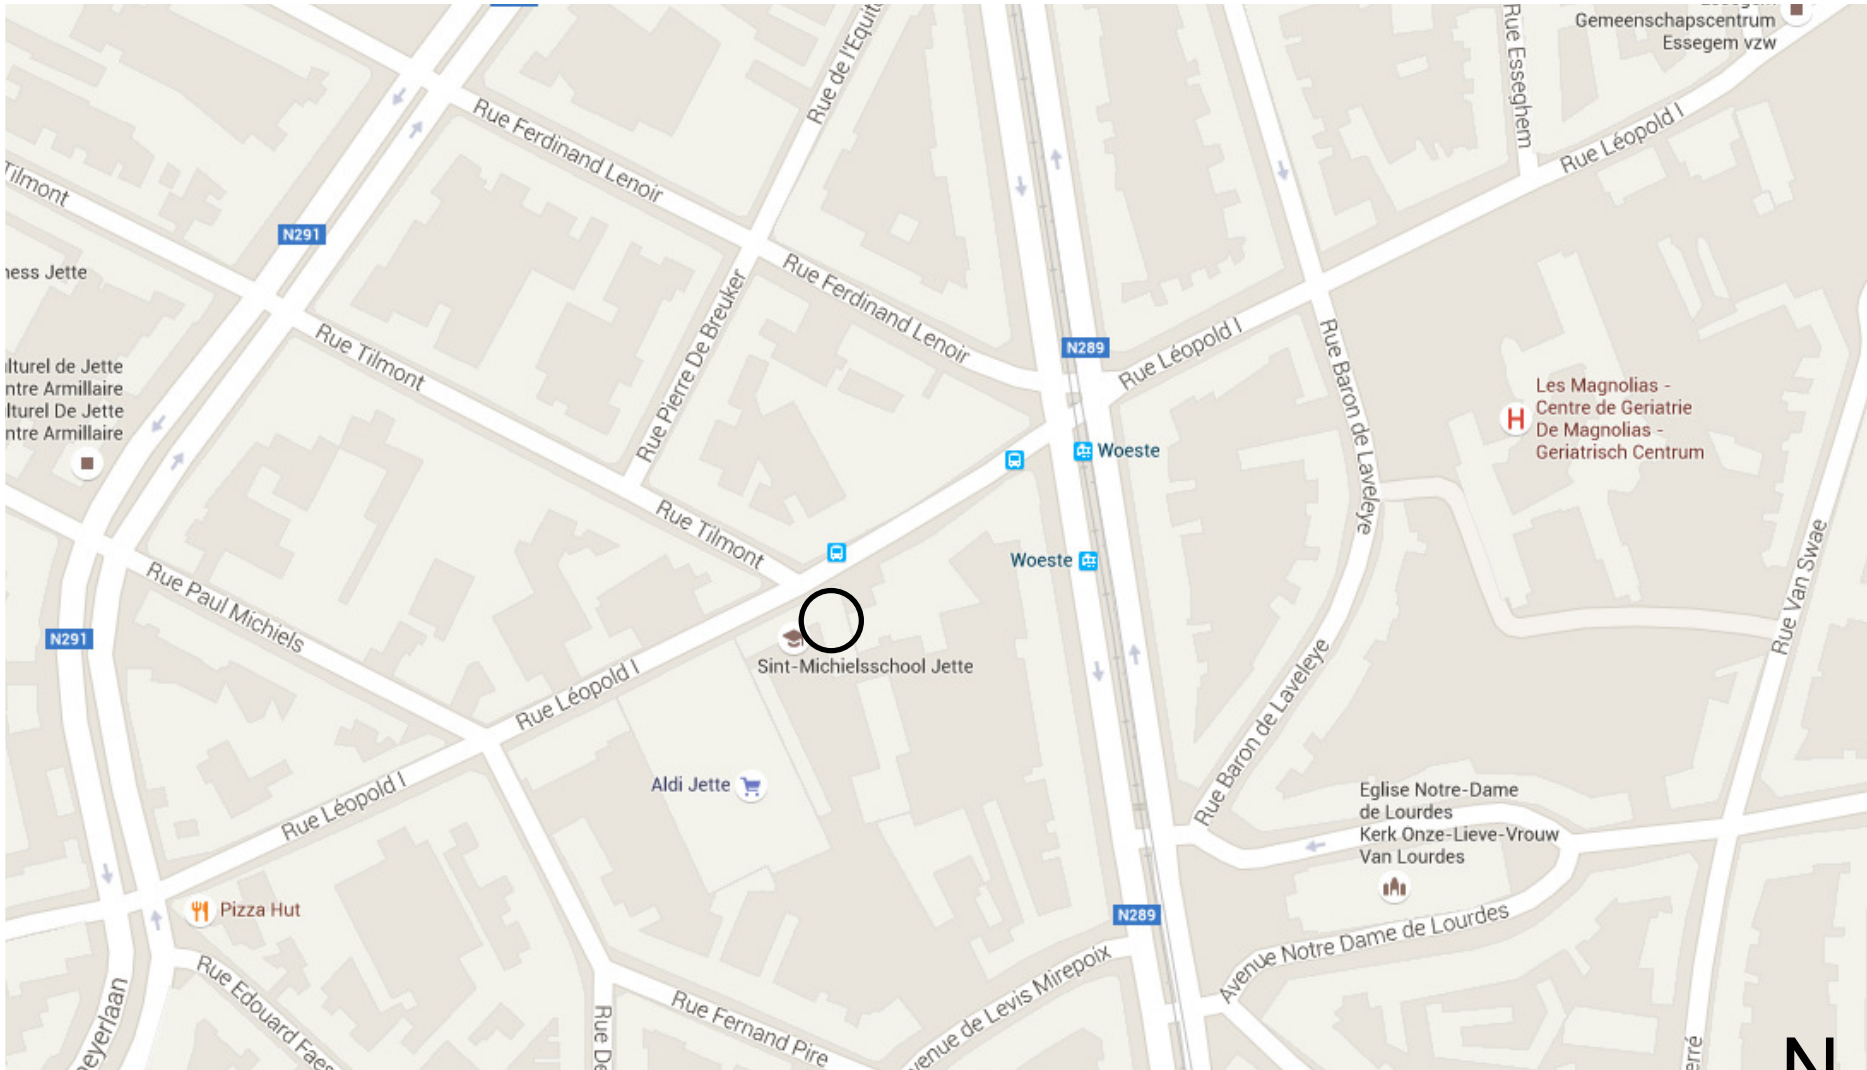 Gemeenschapscentrum
Essegem vzw
Rue Esseghem
Rue de l'Equit
Rue Léopold I
Rue Ferdinand Lenoir
Tilmont
N291
Rue Ferdinand Lenoir
ness Jette
Rue Pierre De Breuker
Rue Tilmont
N289
Rue Léopold I
Rue Baron de Laveleye
lturel de Jette
ntre Armillaire
lturel De Jette
ntre Armillaire
Les Magnolias -
Centre de Geriatrie
De Magnolias -
Geriatrisch Centrum
H
Woeste
Rue Tilmont
Woeste
Rue Van Swae
Rue Paul Michiels
N291
Sint-Michielsschool Jette
Rue Léopold I
Rue Baron de Laveleye
Aldi Jette
Rue Léopold I
Eglise Notre-Dame
de Lourdes
Kerk Onze-Lieve-Vrouw
Van Lourdes
Pizza Hut
N289
Avenue Notre Dame de Lourdes
Rue Edouard Faes
eyerlaan
Rue De
Rue Fernand Pire
venue de Levis Mirepoix
erré
N